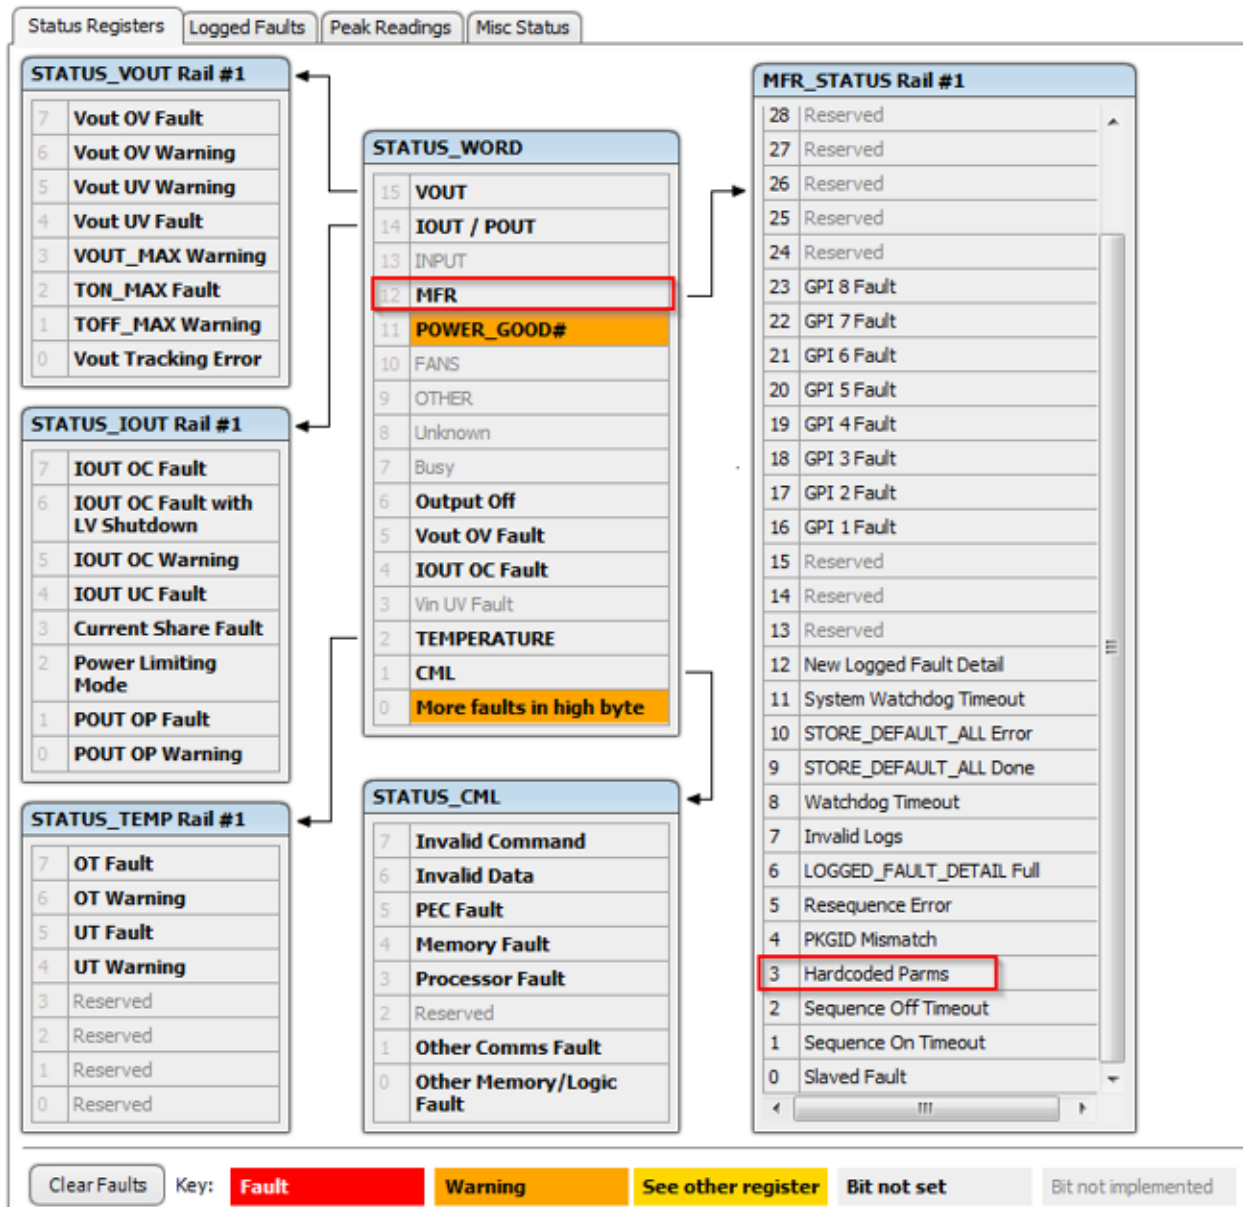 Status Registers
Logged Faults
Peak Readings
Misc Status
STATUS_VOUT Rail #1
7 Vout OV Fault
6 Vout OV Warning
5 Vout UV Warning
4 Vout UV Fault
3 VOUT_MAX Warning
2 TON_MAX Fault
1 TOFF_MAX Warning
0 Vout Tracking Error
STATUS_IOUT Rail #1
7 IOUT OC Fault
6 IOUT OC Fault with
LV Shutdown
5 IOUT OC Warning
4 IOUT UC Fault
3 Current Share Fault
2 Power Limiting
Mode
1 POUT OP Fault
0 POUT OP Warning
STATUS_TEMP Rail #1
7 OT Fault
6 OT Warning
5 UT Fault
4 UT Warning
3 Reserved
2 Reserved
1 Reserved
0 Reserved
STATUS_WORD
15 VOUT
14 IOUT / POUT
13 INPUT
12 MFR
11 POWER_GOOD#
10 FANS
9 OTHER
8 Unknown
7 Busy
6 Output Off
5 Vout OV Fault
4 IOUT OC Fault
3 Vin UV Fault
2 TEMPERATURE
1 CML
0 More faults in high byte
STATUS_CML
7 Invalid Command
6 Invalid Data
5 PEC Fault
4 Memory Fault
3 Processor Fault
2 Reserved
1 Other Comms Fault
0 Other Memory/Logic
Fault
MFR_STATUS Rail #1
28 Reserved
27 Reserved
26 Reserved
25 Reserved
24 Reserved
23 GPI 8 Fault
22 GPI 7 Fault
21 GPI 6 Fault
20 GPI 5 Fault
19 GPI 4 Fault
18 GPI 3 Fault
17 GPI 2 Fault
16 GPI 1 Fault
15 Reserved
14 Reserved
13 Reserved
12 New Logged Fault Detail
11 System Watchdog Timeout
10 STORE_DEFAULT_ALL Error
9 STORE_DEFAULT_ALL Done
8 Watchdog Timeout
7 Invalid Logs
6 LOGGED_FAULT_DETAIL Full
5 Resequence Error
4 PKGID Mismatch
3 Hardcoded Parms
2 Sequence Off Timeout
1 Sequence On Timeout
0 Slaved Fault
Clear Faults
Key:
Fault
Warning
See other register
Bit not set
Bit not implemented